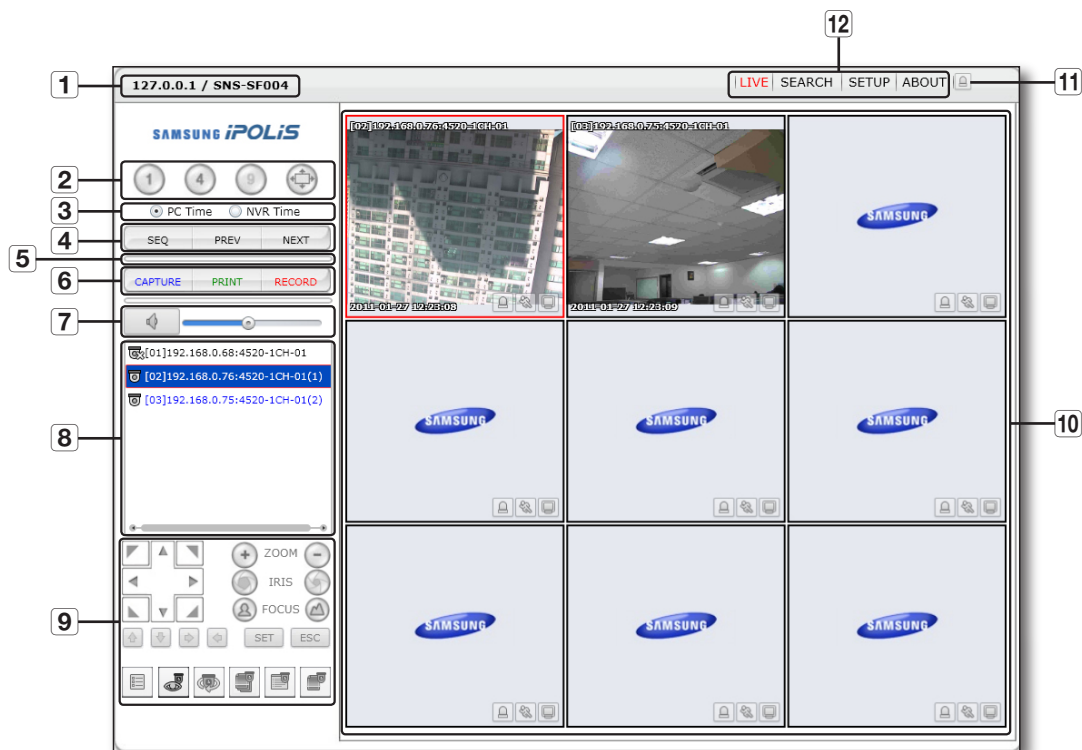 12
1
127.0.0.1 / SNS-SF004
LIVE SEARCH SETUP ABOUT
11
SAMSUNG iPOLiS
2
1 4 9
3
PC Time NVR Time
4
SEQ PREV NEXT
5
6
CAPTURE PRINT RECORD
7
8
[01]192.168.0.68:4520-1CH-01
[02]192.168.0.76:4520-1CH-01(1)
[03]192.168.0.75:4520-1CH-01(2)
9
ZOOM
IRIS
FOCUS
SET ESC
[02]192.168.0.76:4520-1CH-01
[03]192.168.0.75:4520-1CH-01
2011-01-27 12:23:08
2011-01-27 12:23:09
SAMSUNG
SAMSUNG
SAMSUNG
SAMSUNG
SAMSUNG
SAMSUNG
SAMSUNG
10